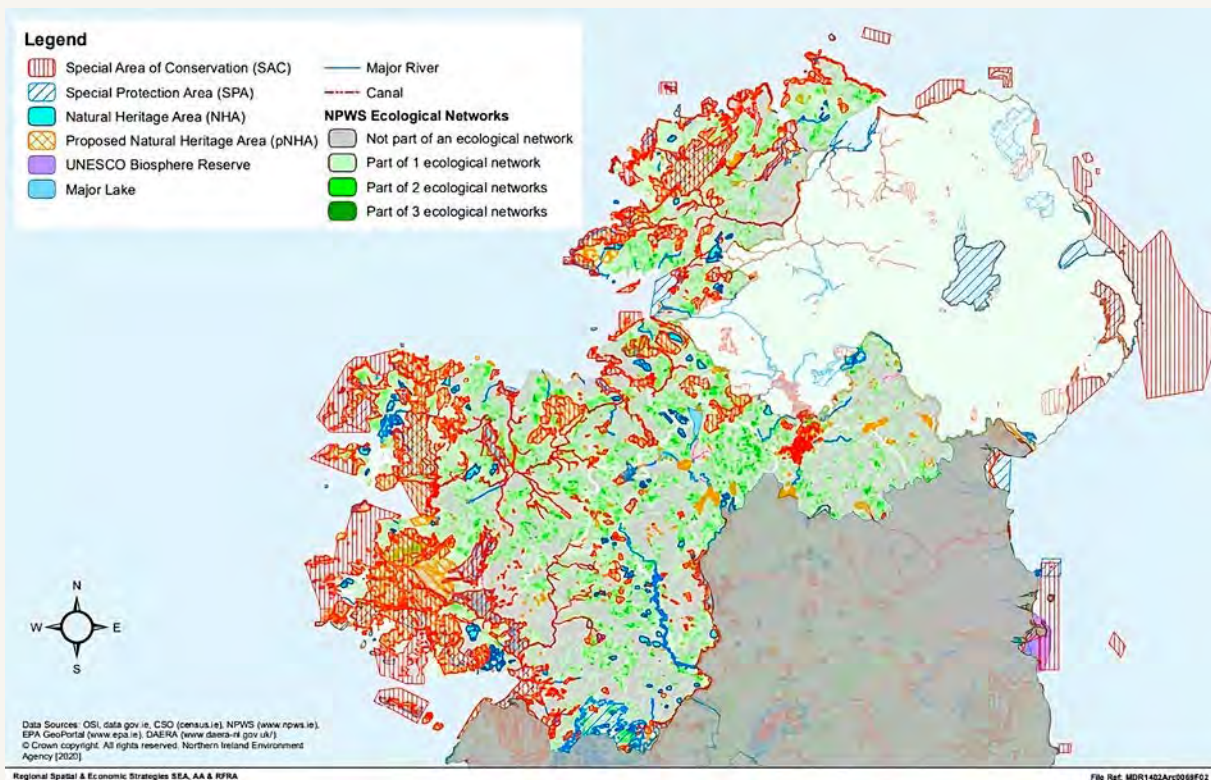 Legend
Special Area of Conservation (SAC)
Special Protection Area (SPA)
Natural Heritage Area (NHA)
Proposed Natural Heritage Area (pNHA)
UNESCO Biosphere Reserve
Major Lake
Major River
Canal
NPWS Ecological Networks
Not part of an ecological network
Part of 1 ecological network
Part of 2 ecological networks
Part of 3 ecological networks
N
W E
S
Data Sources: OSI, data.gov.ie, CSO (census.ie), NPWS (www.npws.ie),
EPA GeoPortal (www.epa.ie), DAERA (www.daera-ni.gov.uk/)
© Crown copyright. All rights reserved. Northern Ireland Environment
Agency [2020]
Regional Spatial & Economic Strategies SEA, AA & RFRA
File Ref: MDR1402Arc0069F02